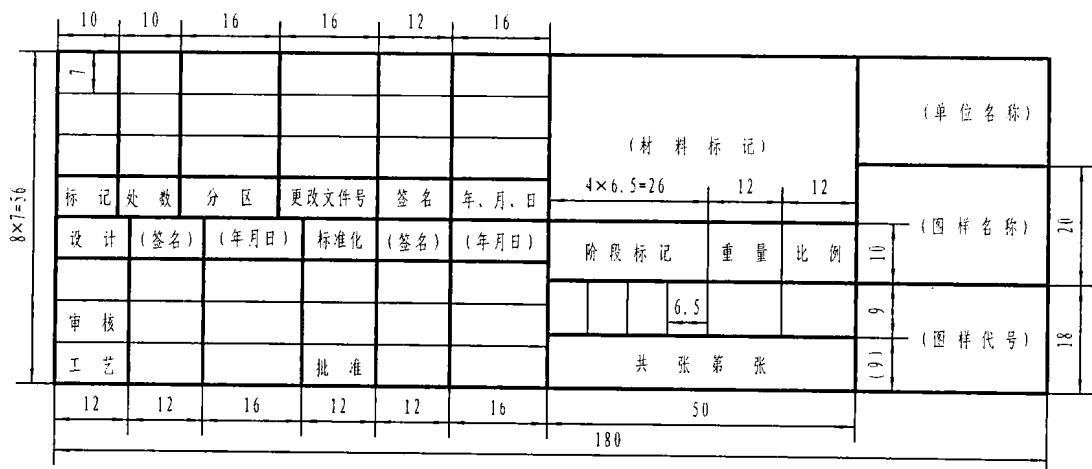 10 10 16 16 12 16
7
(单位名称)
(材料标记)
4×6.5=26 12 12
标记 处数 分区 更改文件号 签名 年、月、日
8×7=56
设计 (签名) (年月日) 标准化 (签名) (年月日)
阶段标记 重量 比例 10 (图样名称) 20
6.5 9
审核
(图样代号) 18
工艺 批准
共 张 第 张 (9)
12 12 16 12 12 16 50
180